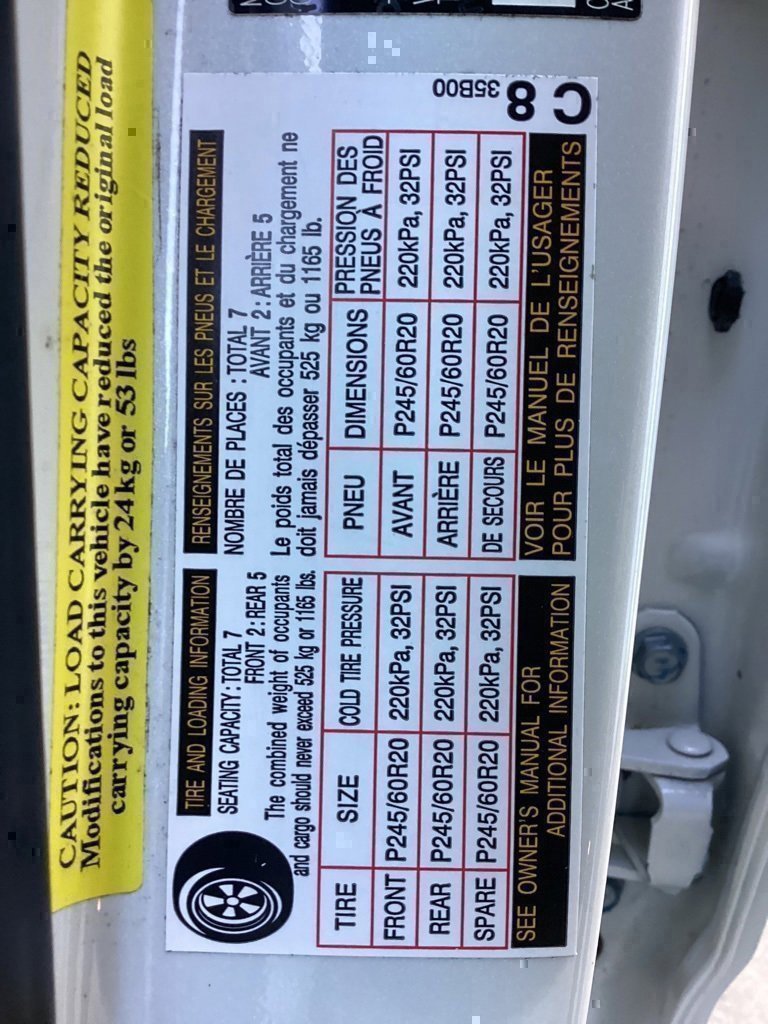 CAUTION: LOAD CARRYING CAPACITY REDUCED
Modifications to this vehicle have reduced the original load
carrying capacity by 24kg or 53 lbs
TIRE AND LOADING INFORMATION
SEATING CAPACITY: TOTAL 7
FRONT 2: REAR 5
The combined weight of occupants
and cargo should never exceed 525 kg or 1165 lbs.
TIRE SIZE COLD TIRE PRESSURE
FRONT P245/60R20 220kPa, 32PSI
REAR P245/60R20 220kPa, 32PSI
SPARE P245/60R20 220kPa, 32PSI
SEE OWNER'S MANUAL FOR
ADDITIONAL INFORMATION
RENSEIGNEMENTS SUR LES PNEUS ET LE CHARGEMENT
NOMBRE DE PLACES : TOTAL 7
AVANT 2 : ARRIÈRE 5
Le poids total des occupants et du chargement ne
doit jamais dépasser 525 kg ou 1165 lb.
PNEU DIMENSIONS PRESSION DES
PNEUS À FROID
AVANT P245/60R20 220kPa, 32PSI
ARRIÈRE P245/60R20 220kPa, 32PSI
DE SECOURS P245/60R20 220kPa, 32PSI
VOIR LE MANUEL DE L'USAGER
POUR PLUS DE RENSEIGNEMENTS
35B00
C8